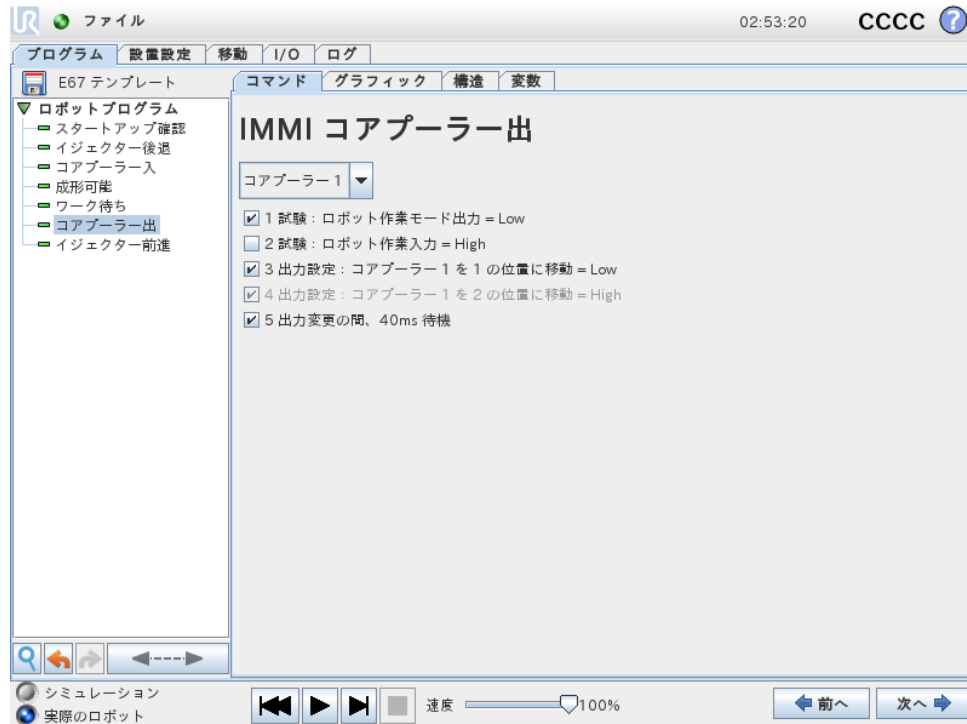 UR ファイル 02:53:20 CCCC ?
プログラム 設置設定 移動 I/O ログ
E67 テンプレート
コマンド グラフィック 構造 変数
ロボットプログラム
スタートアップ確認
イジェクター後退
コアプーラー入
成形可能
ワーク待ち
コアプーラー出
イジェクター前進
IMMI コアプーラー出
コアプーラー 1
1 試験：ロボット作業モード出力 = Low
2 試験：ロボット作業入力 = High
3 出力設定：コアプーラー 1 を 1 の位置に移動 = Low
4 出力設定：コアプーラー 1 を 2 の位置に移動 = High
5 出力変更の間、40ms 待機
シミュレーション
実際のロボット
速度 100%
前へ 次へ